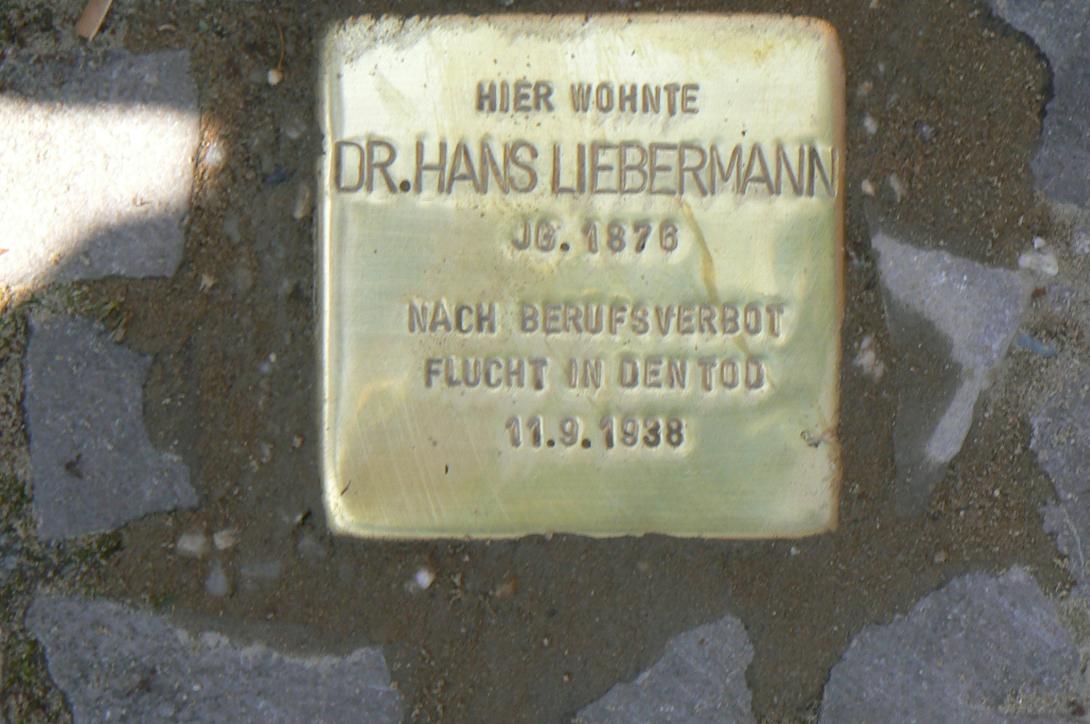 HIER WOHNTE
DR. HANS LIEBERMANN
JG. 1876
NACH BERUFSVERBOT
FLUCHT IN DEN TOD
11.9.1938